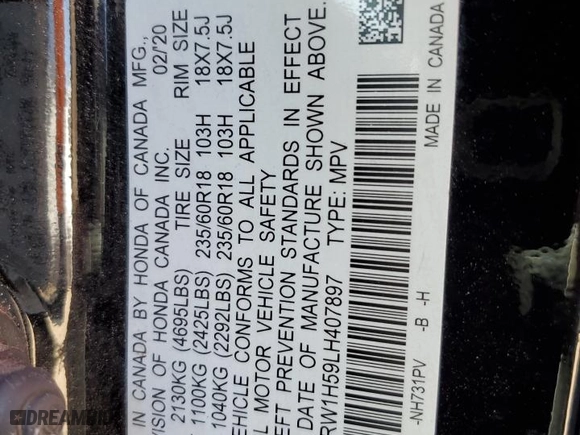 IN CANADA BY HONDA OF CANADA MFG.,
VISION OF HONDA CANADA INC. 02/'20
TIRE SIZE RIM SIZE
2130KG (4695LBS)
1100KG (2425LBS) 235/60R18 103H 18X7.5J
1040KG (2292LBS) 235/60R18 103H 18X7.5J
EHICLE CONFORMS TO ALL APPLICABLE
L MOTOR VEHICLE SAFETY
EFT PREVENTION STANDARDS IN EFFECT
DATE OF MANUFACTURE SHOWN ABOVE.
RW1H59LH407897 TYPE: MPV
-NH731PV -B -H MADE IN CANADA
DREAMBID